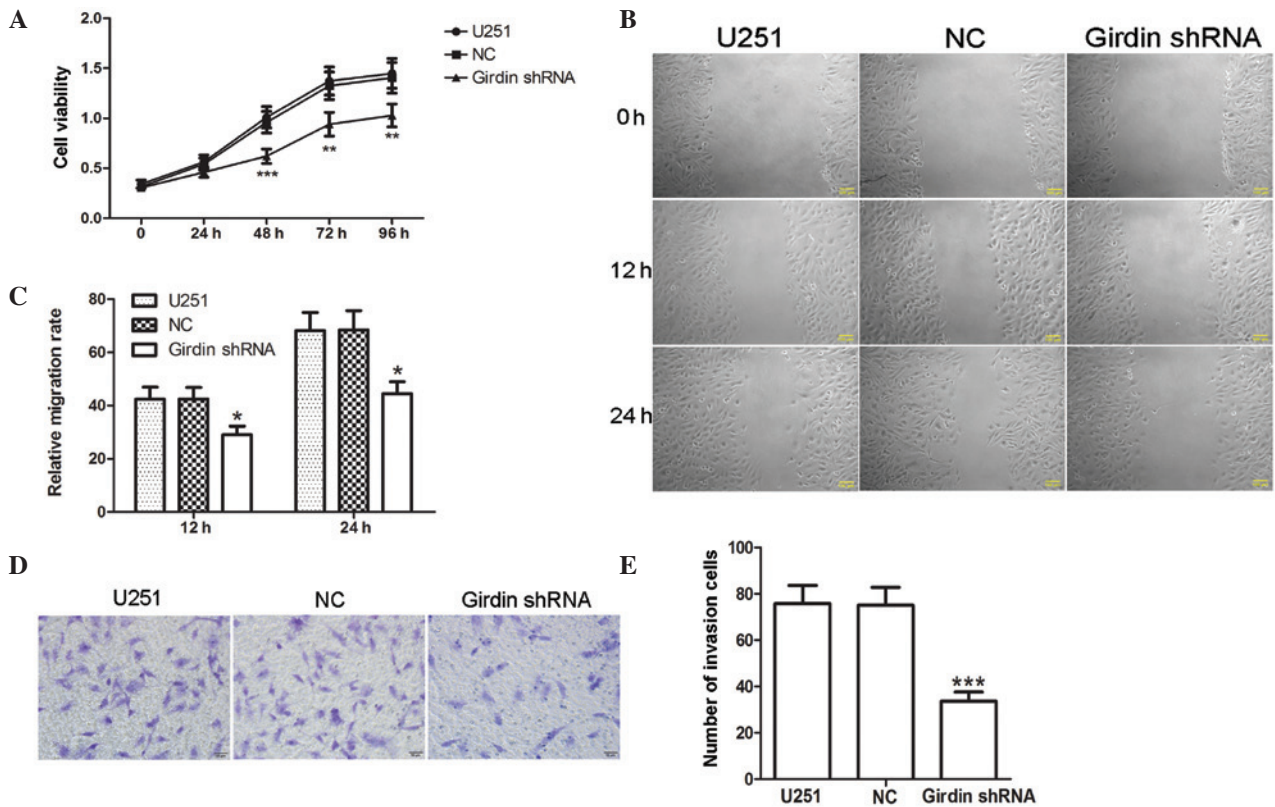 A
2.0
1.5
1.0
0.5
0.0
Cell viability
0
24 h
48 h
72 h
96 h
***
**
**
U251
NC
Girdin shRNA
B
U251
NC
Girdin shRNA
0h
12 h
24 h
C
80
60
40
20
0
Relative migration rate
U251
NC
Girdin shRNA
*
*
12 h
24 h
D
U251
NC
Girdin shRNA
E
100
80
60
40
20
0
Number of invasion cells
***
U251
NC
Girdin shRNA